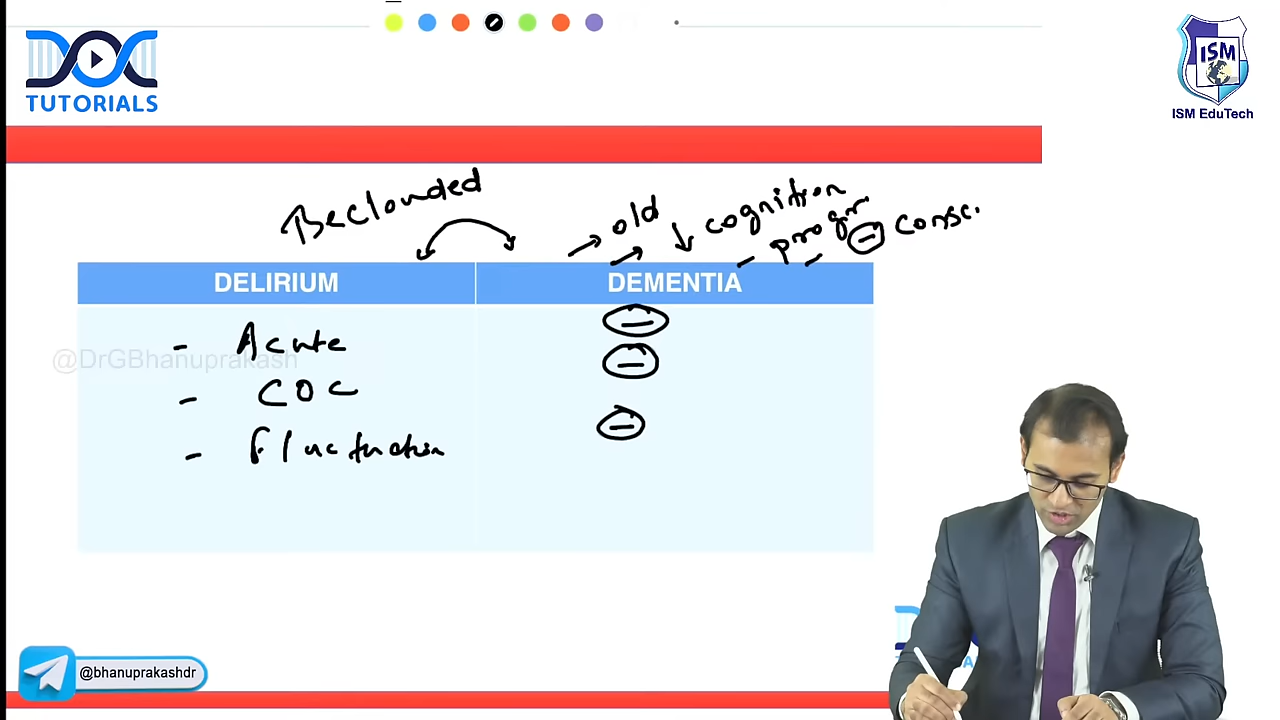 DOC
TUTORIALS
ISM
ISM EduTech
Beclouded
→ old
↓ cognition
- progr
- ⊖ consc.
DELIRIUM
DEMENTIA
- Acute
⊖
@DrGBhanuprakash
- COC
⊖
- Fluctuation
⊖
@bhanuprakashdr